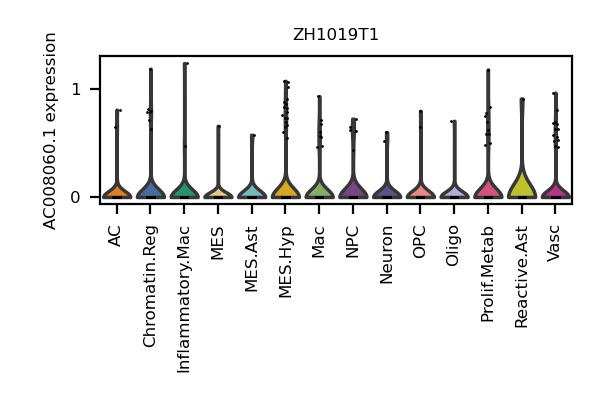 ZH1019T1
AC008060.1 expression
1
0
AC
Chromatin.Reg
Inflammatory.Mac
MES
MES.Ast
MES.Hyp
Mac
NPC
Neuron
OPC
Oligo
Prolif.Metab
Reactive.Ast
Vasc